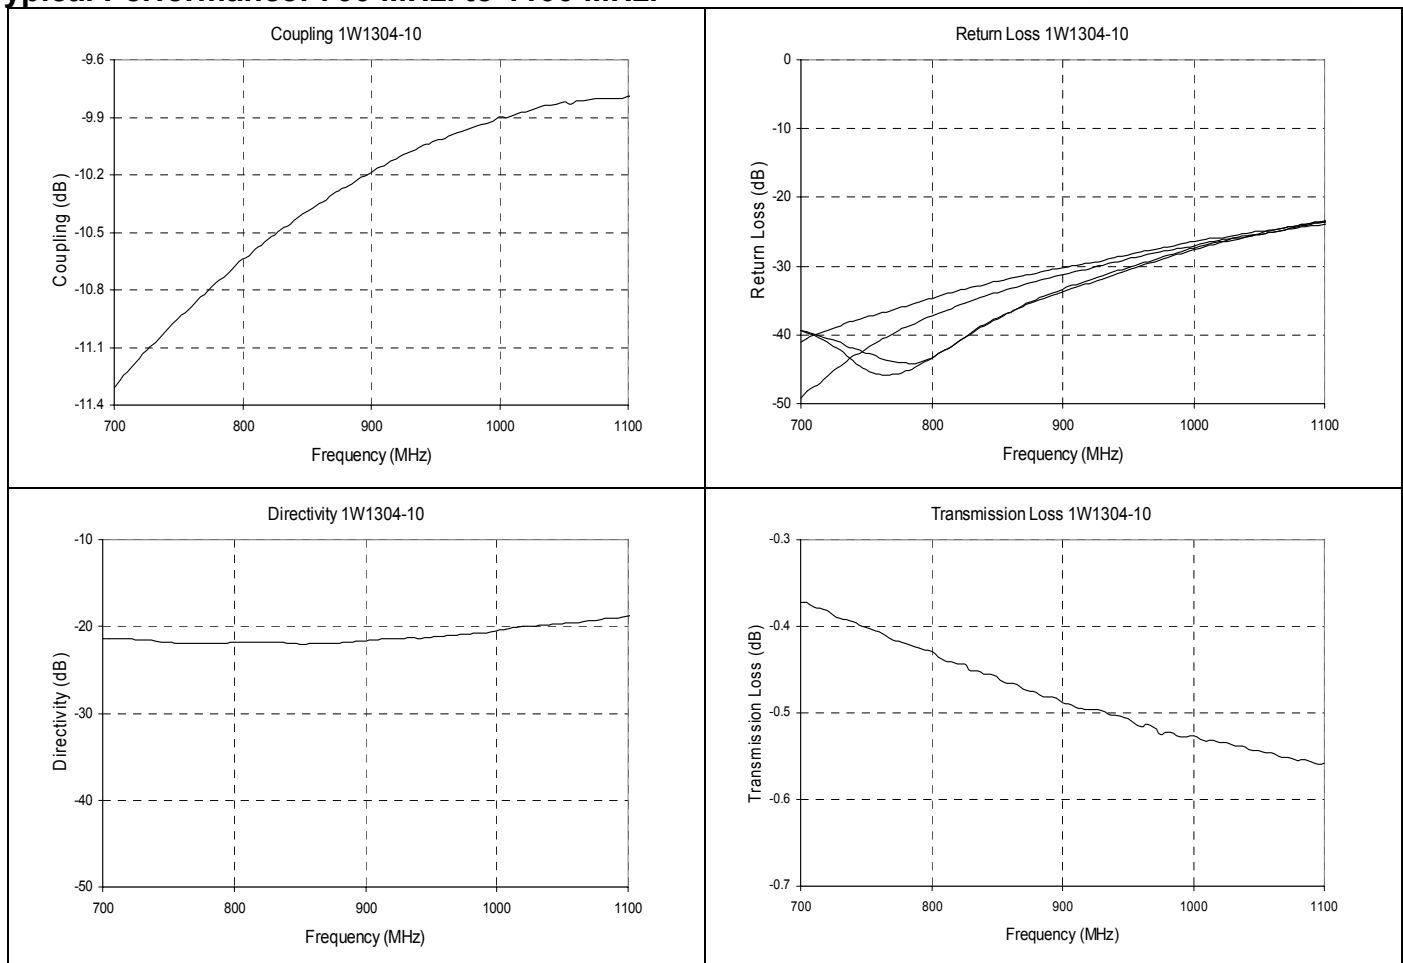 Coupling 1W1304-10
-9.6
-9.9
-10.2
-10.5
-10.8
-11.1
-11.4
Coupling (dB)
700 800 900 1000 1100
Frequency (MHz)
Return Loss 1W1304-10
0
-10
-20
-30
-40
-50
Return Loss (dB)
700 800 900 1000 1100
Frequency (MHz)
Directivity 1W1304-10
-10
-20
-30
-40
-50
Directivity (dB)
700 800 900 1000 1100
Frequency (MHz)
Transmission Loss 1W1304-10
-0.3
-0.4
-0.5
-0.6
-0.7
Transmission Loss (dB)
700 800 900 1000 1100
Frequency (MHz)